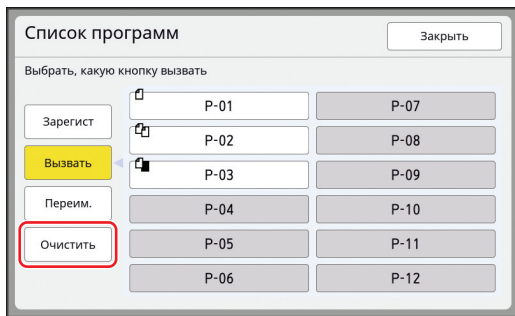 Список программ
Закрыть
Выбрать, какую кнопку вызвать
Зарегист
Вызвать
Переим.
Очистить
P-01
P-02
P-03
P-04
P-05
P-06
P-07
P-08
P-09
P-10
P-11
P-12